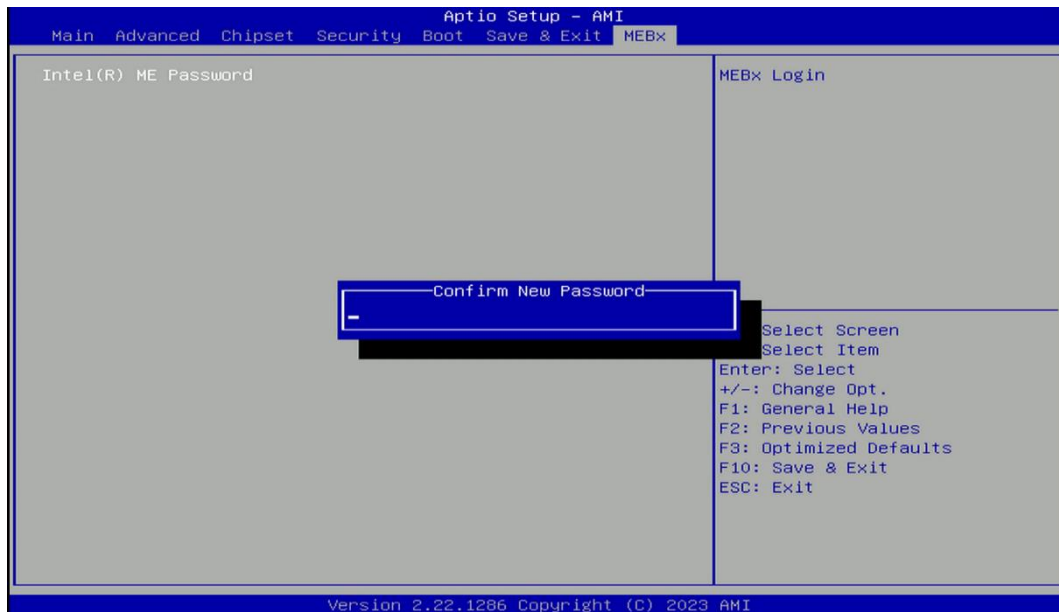 Aptio Setup – AMI
Main Advanced Chipset Security Boot Save & Exit MEBx
Intel(R) ME Password
MEBx Login
Confirm New Password
Select Screen
Select Item
Enter: Select
+/-: Change Opt.
F1: General Help
F2: Previous Values
F3: Optimized Defaults
F10: Save & Exit
ESC: Exit
Version 2.22.1286 Copyright (C) 2023 AMI